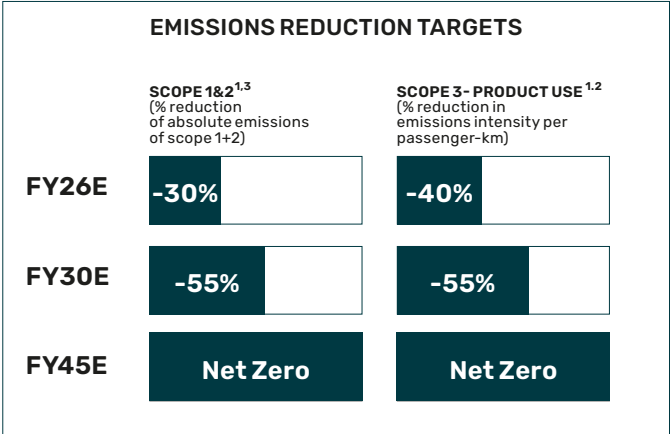 EMISSIONS REDUCTION TARGETS
SCOPE 1&2 1,3
(% reduction
of absolute emissions
of scope 1+2)
SCOPE 3- PRODUCT USE 1.2
(% reduction in
emissions intensity per
passenger-km)
FY26E
-30%
-40%
FY30E
-55%
-55%
FY45E
Net Zero
Net Zero